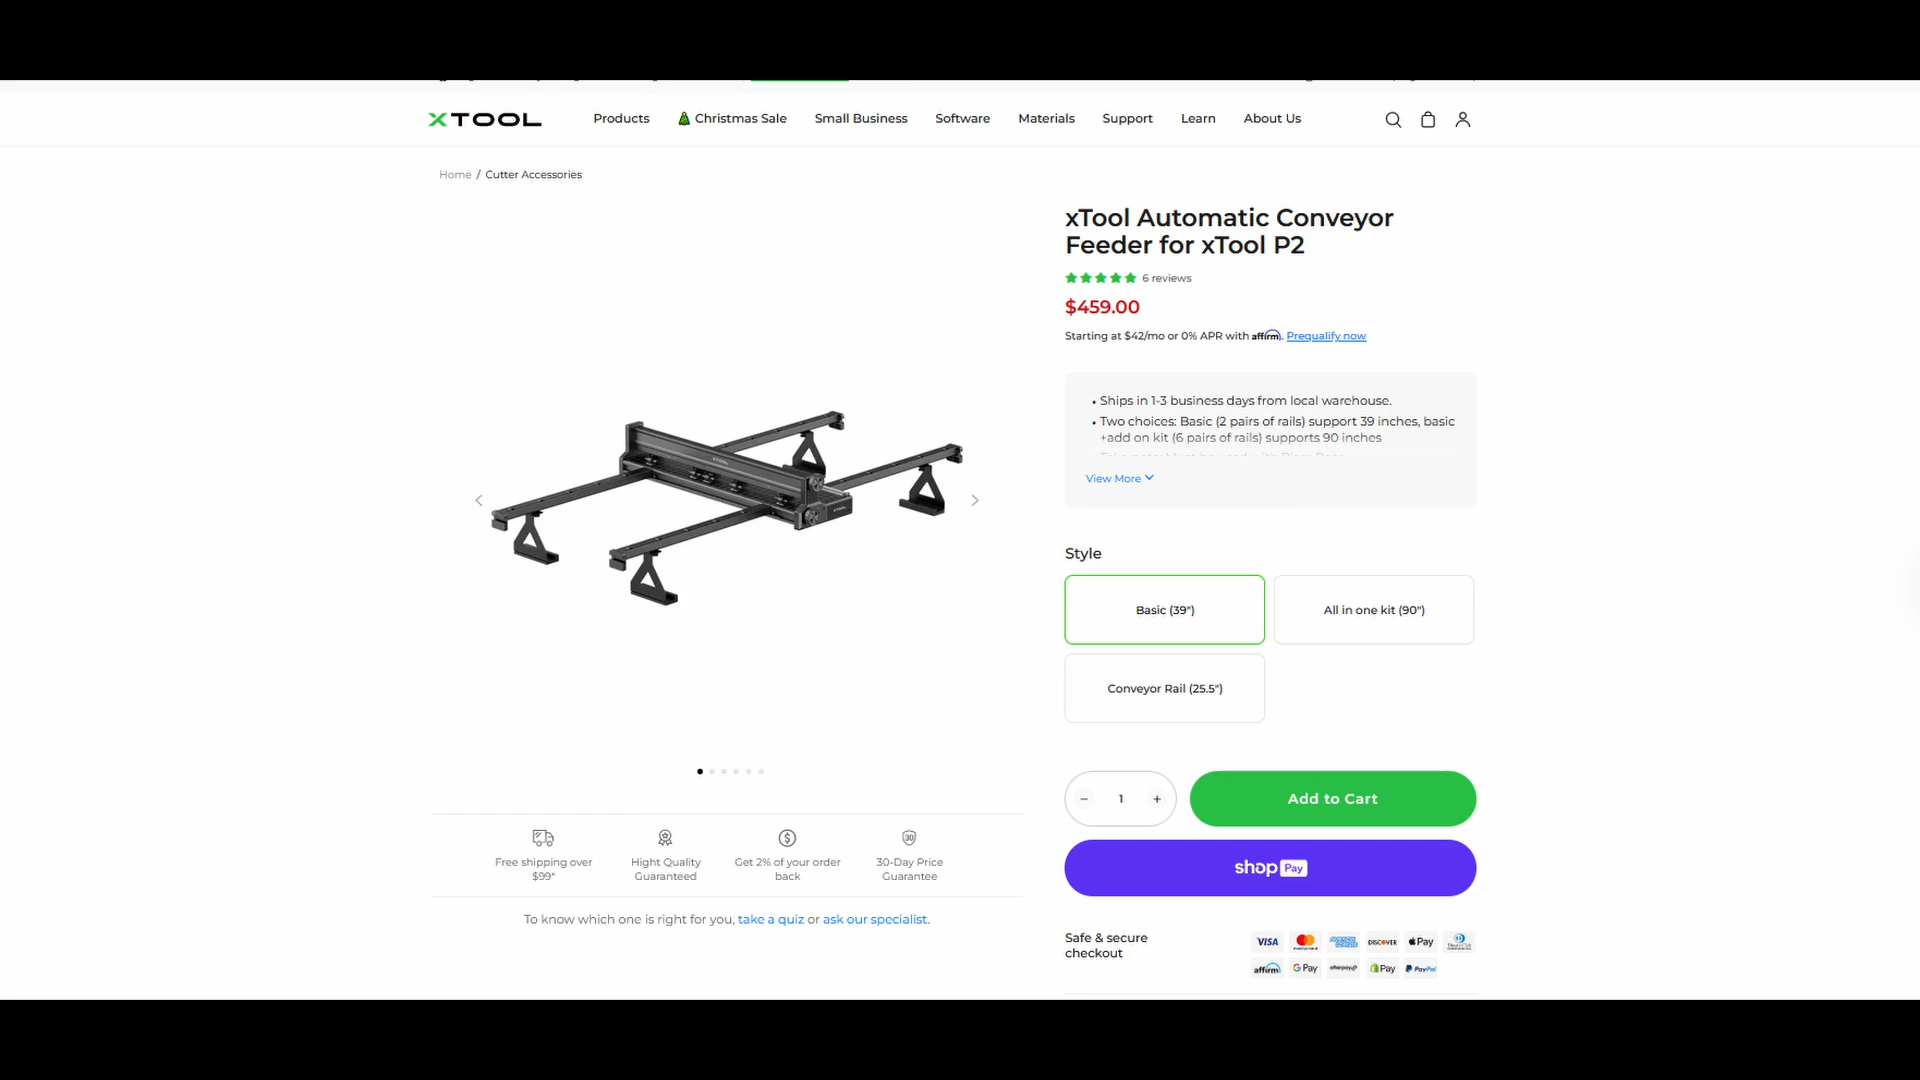 XTOOL
Products
Christmas Sale
Small Business
Software
Materials
Support
Learn
About Us
Home / Cutter Accessories
xTool Automatic Conveyor
Feeder for xTool P2
6 reviews
$459.00
Starting at $42/mo or 0% APR with affirm. Prequalify now
• Ships in 1-3 business days from local warehouse.
• Two choices: Basic (2 pairs of rails) support 39 inches, basic
+add on kit (6 pairs of rails) supports 90 inches
View More
Style
Basic (39")
All in one kit (90")
Conveyor Rail (25.5")
− 1 +
Add to Cart
shop Pay
Free shipping over
$99*
Hight Quality
Guaranteed
Get 2% of your order
back
30
30-Day Price
Guarantee
To know which one is right for you, take a quiz or ask our specialist.
Safe & secure
checkout
VISA
DISCOVER
Pay
affirm
G Pay
afterpay
Pay
PayPal